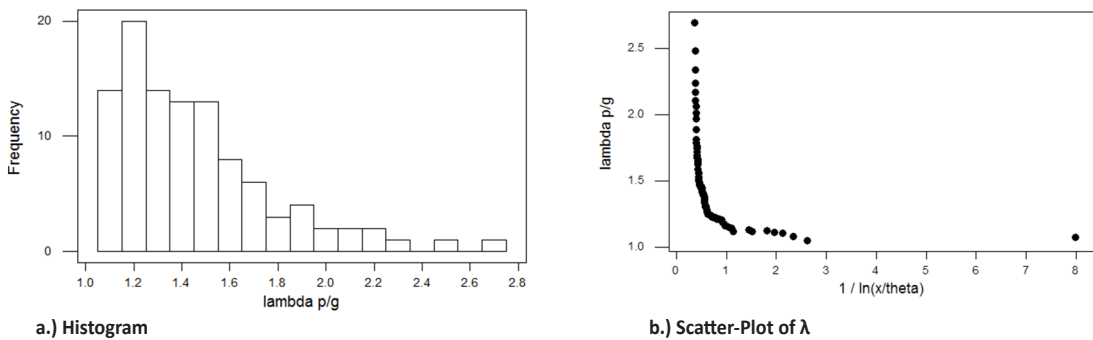 20
10
0
Frequency
1.0 1.2 1.4 1.6 1.8 2.0 2.2 2.4 2.6 2.8
lambda p/g
a.) Histogram
2.5
2.0
1.5
1.0
lambda p/g
0 1 2 3 4 5 6 7 8
1 / ln(x/theta)
b.) Scatter-Plot of λ